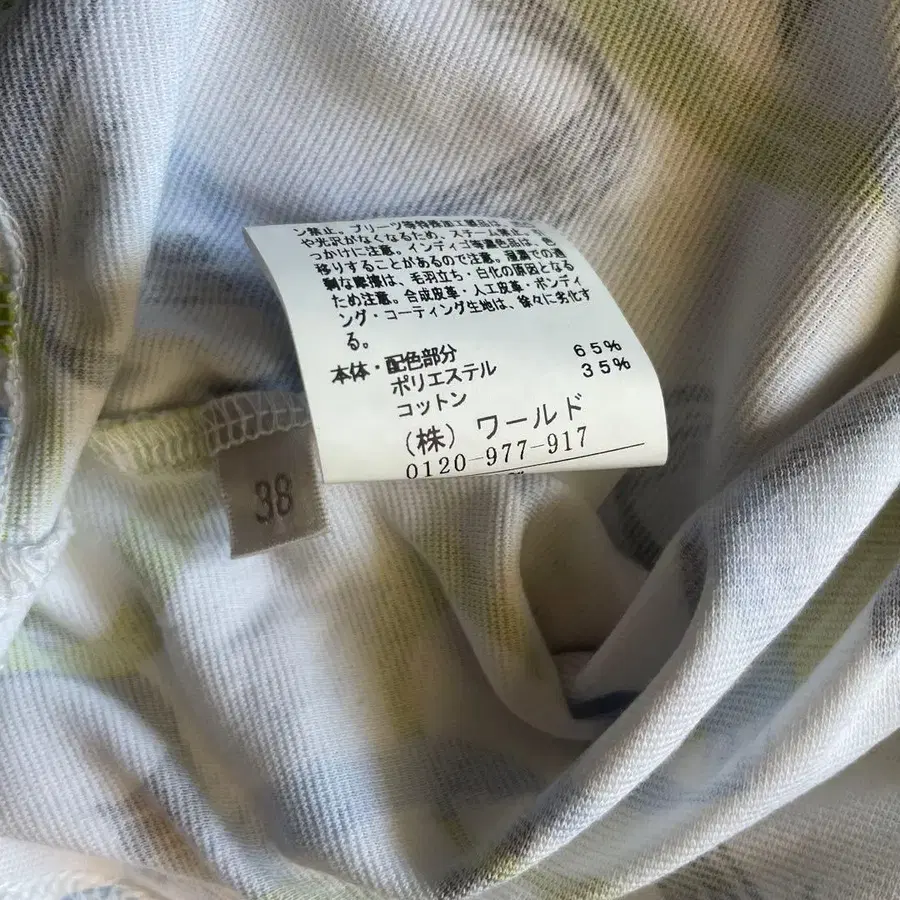 ン禁止。プリーツ等特殊加工製品は、
や光沢がなくなるため、スチーム禁止。
っかけに注意。インディゴ等濃色品は、色
移りすることがあるので注意。湿潤での過
剰な摩擦は、毛羽立ち・白化の原因となる
ため注意。合成皮革・人工皮革・ボンディ
ング・コーティング生地は、徐々に劣化す
る。
本体・配色部分
ポリエステル 65%
コットン 35%
(株) ワールド
0120-977-917
38